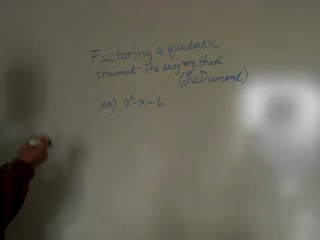 Factoring a quadratic
trinomial - The easy method
(The Diamond)
ex) x²-x-6